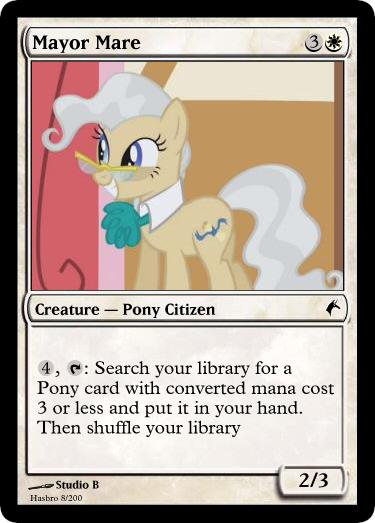 Mayor Mare 3
Creature — Pony Citizen
4, : Search your library for a
Pony card with converted mana cost
3 or less and put it in your hand.
Then shuffle your library
Studio B
2/3
Hasbro 8/200